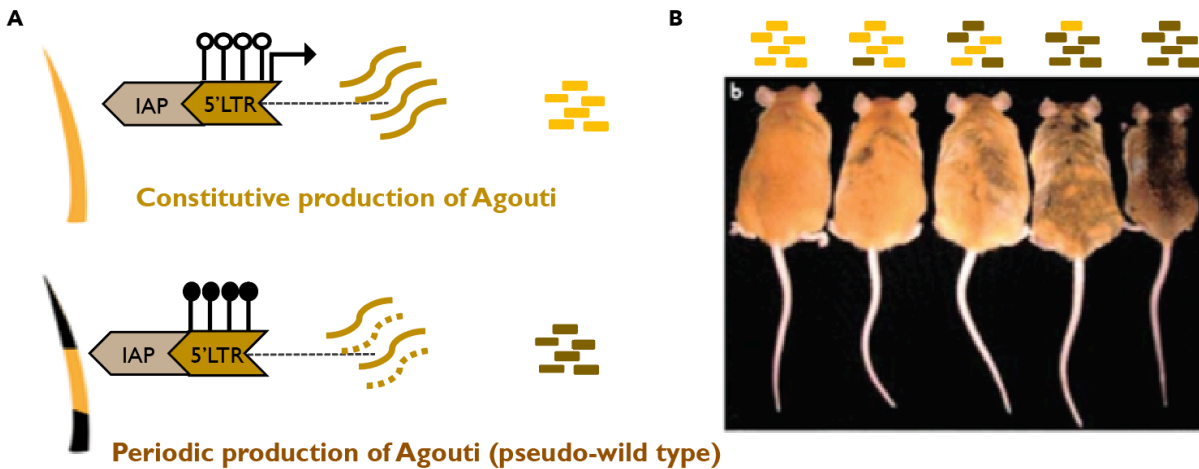 A
IAP
5'LTR
Constitutive production of Agouti
IAP
5'LTR
Periodic production of Agouti (pseudo-wild type)
B
b